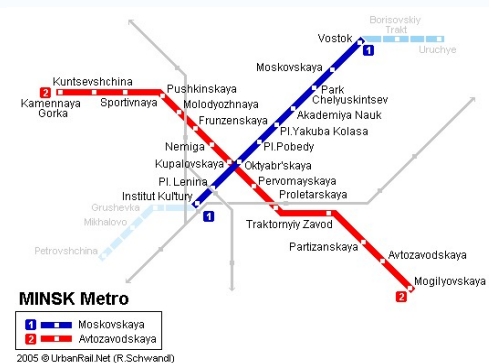 Borisovskiy
Trakt
Vostok
1
Uruchye
Moskovskaya
Kuntsevshchina
Pushkinskaya
Park
Chelyuskintsev
2
Kamennaya
Gorka
Sportivnaya
Molodyozhnaya
Akademiya Nauk
Frunzenskaya
Pl.Yakuba Kolasa
Nemiga
Pl.Pobedy
Kupalovskaya
Oktyabr'skaya
Pl. Lenina
Pervomayskaya
Institut Kul'tury
Proletarskaya
Grushevka
1
Mikhalovo
Traktornyiy Zavod
Petrovshchina
Partizanskaya
Avtozavodskaya
Mogilyovskaya
2
MINSK Metro
1 Moskovskaya
2 Avtozavodskaya
2005 © UrbanRail.Net (R.Schwandl)